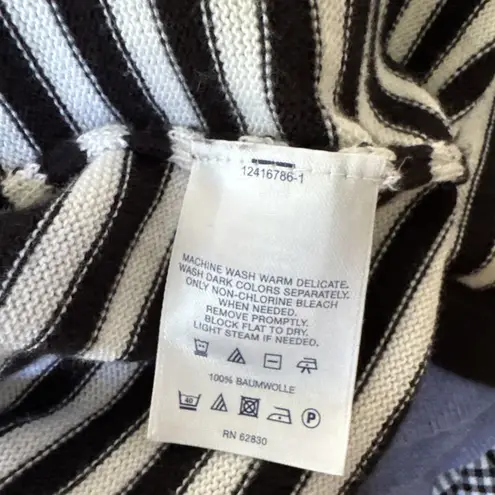 12416786-1
MACHINE WASH WARM DELICATE.
WASH DARK COLORS SEPARATELY.
ONLY NON-CHLORINE BLEACH
WHEN NEEDED.
REMOVE PROMPTLY.
BLOCK FLAT TO DRY.
LIGHT STEAM IF NEEDED.
100% BAUMWOLLE
40
P
RN 62830